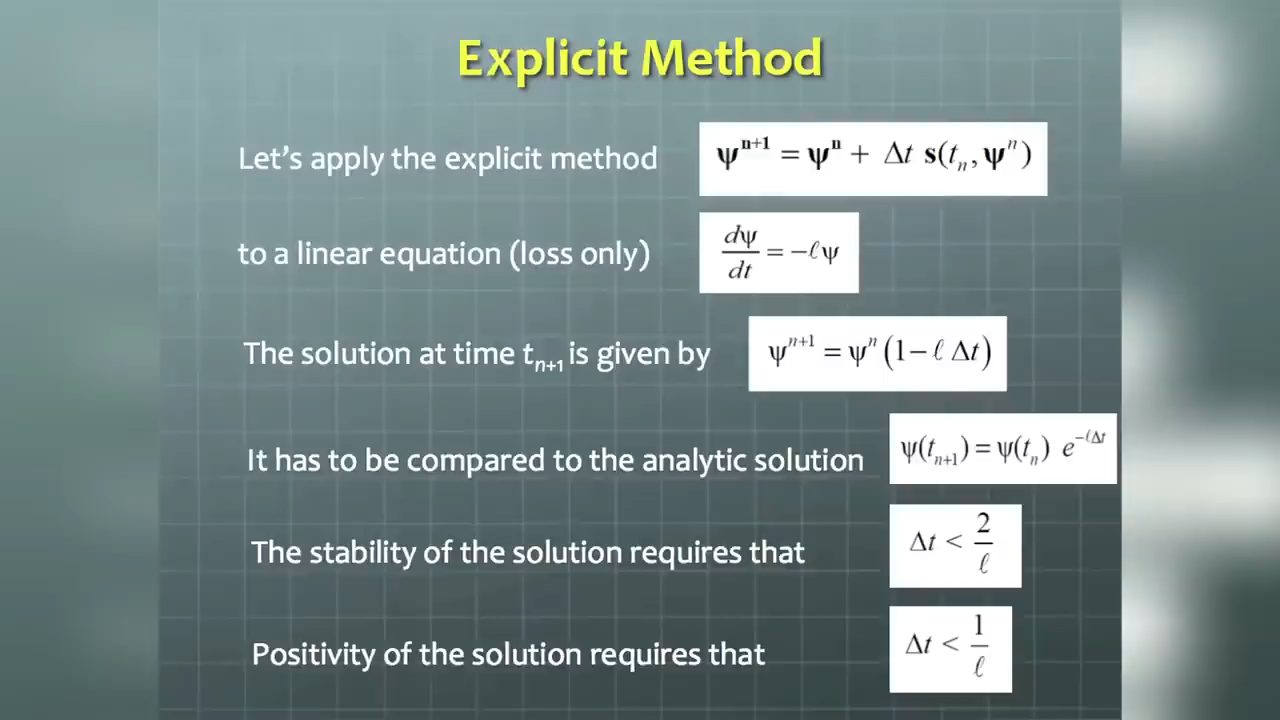 Explicit Method
Let's apply the explicit method ψⁿ⁺¹ = ψⁿ + Δt s(tₙ, ψⁿ)
to a linear equation (loss only) dψ/dt = −ℓψ
The solution at time tₙ₊₁ is given by ψⁿ⁺¹ = ψⁿ (1 − ℓ Δt)
It has to be compared to the analytic solution ψ(tₙ₊₁) = ψ(tₙ) e^{−ℓΔt}
The stability of the solution requires that Δt < 2/ℓ
Positivity of the solution requires that Δt < 1/ℓ